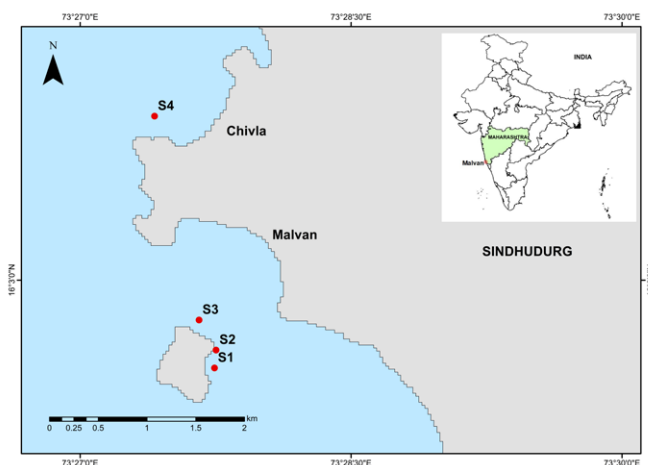 73°27'0"E 73°28'30"E 73°30'0"E
N
INDIA
S4
Chivla
MAHARASHTRA
Malvan
Malvan
SINDHUDURG
16°3'0"N
S3
S2
S1
km
0 0.25 0.5 1 1.5 2
73°27'0"E 73°28'30"E 73°30'0"E